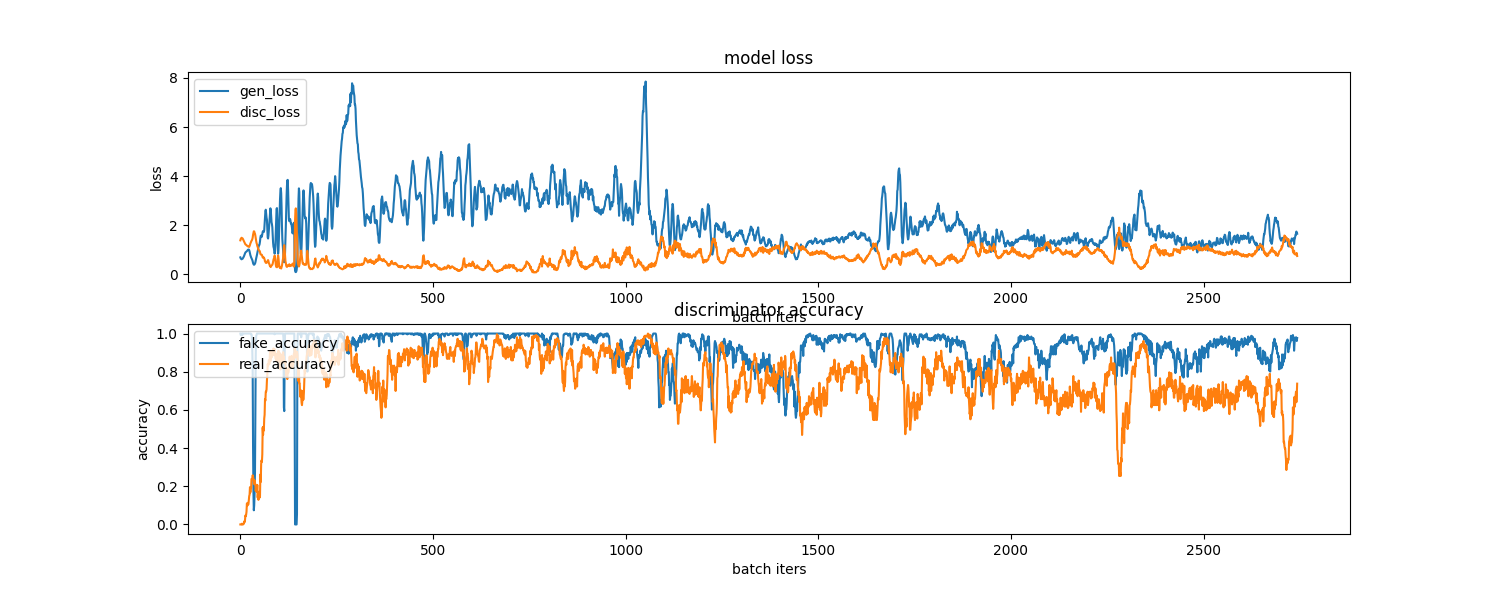 model loss
8
6
4
2
0
loss
gen_loss
disc_loss
0 500 1000 1500 2000 2500
batch iters
discriminator accuracy
1.0
0.8
0.6
0.4
0.2
0.0
accuracy
fake_accuracy
real_accuracy
0 500 1000 1500 2000 2500
batch iters